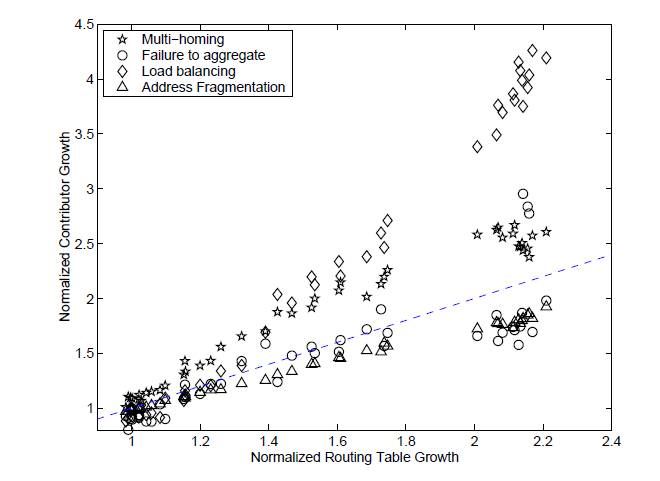 4.5
4
3.5
3
2.5
2
1.5
1
Multi-homing
Failure to aggregate
Load balancing
Address Fragmentation
Normalized Contributor Growth
1
1.2
1.4
1.6
1.8
2
2.2
2.4
Normalized Routing Table Growth